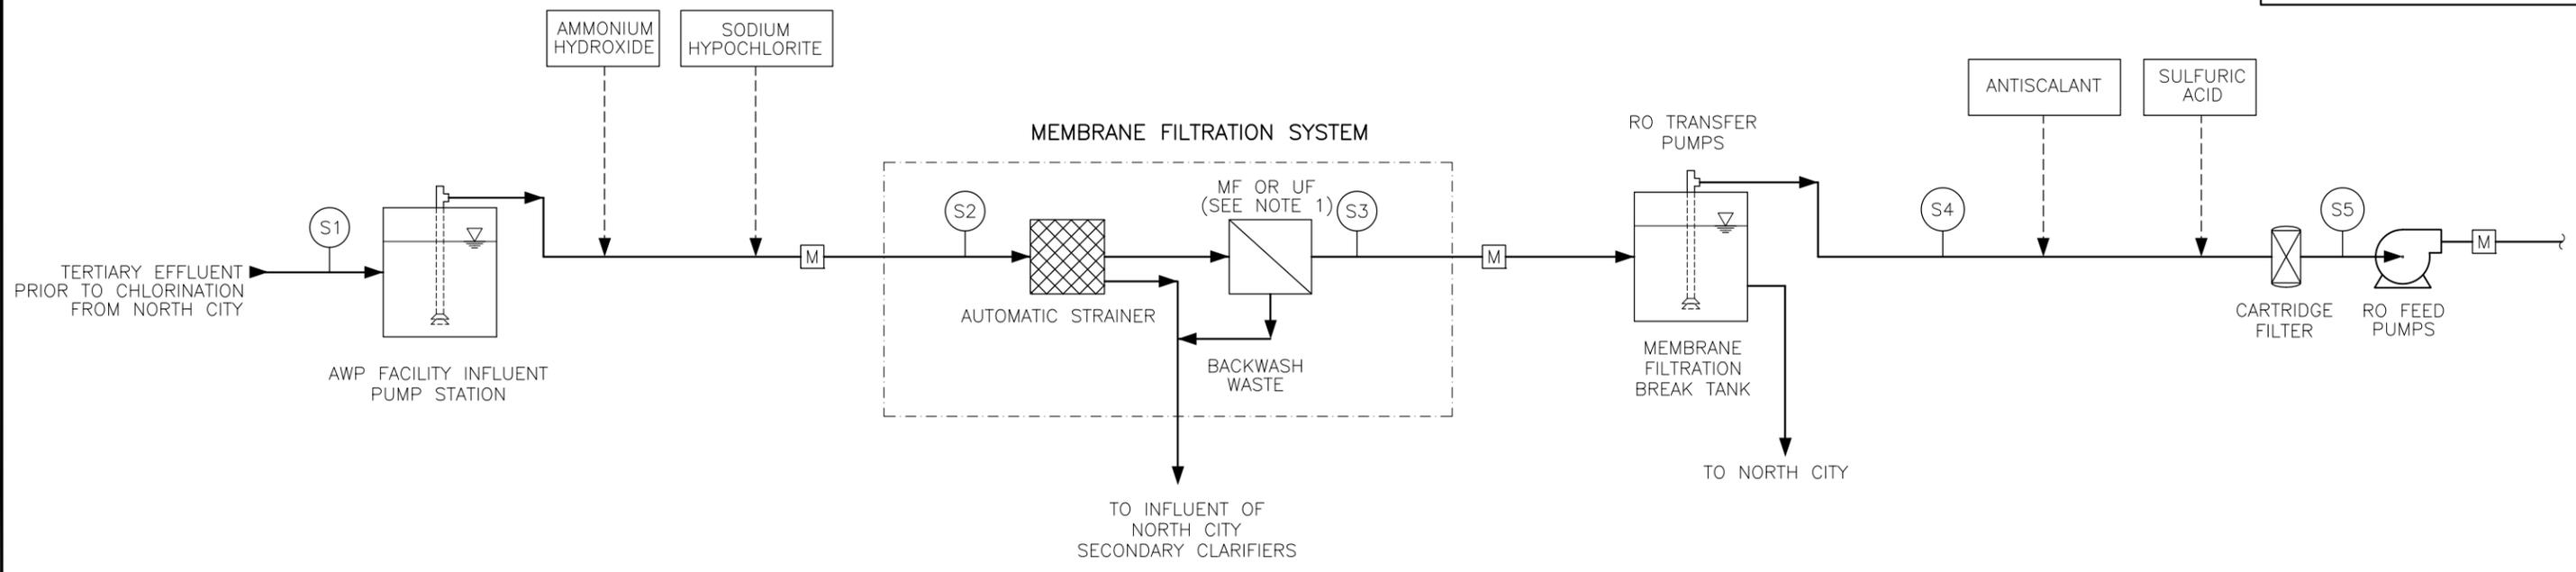 AMMONIUM
HYDROXIDE
SODIUM
HYPOCHLORITE
ANTISCALANT
SULFURIC
ACID
MEMBRANE FILTRATION SYSTEM
RO TRANSFER
PUMPS
MF OR UF
(SEE NOTE 1)
S1
S2
S3
S4
S5
M
M
M
TERTIARY EFFLUENT
PRIOR TO CHLORINATION
FROM NORTH CITY
AUTOMATIC STRAINER
CARTRIDGE
FILTER
RO FEED
PUMPS
AWP FACILITY INFLUENT
PUMP STATION
BACKWASH
WASTE
MEMBRANE
FILTRATION
BREAK TANK
TO NORTH CITY
TO INFLUENT OF
NORTH CITY
SECONDARY CLARIFIERS